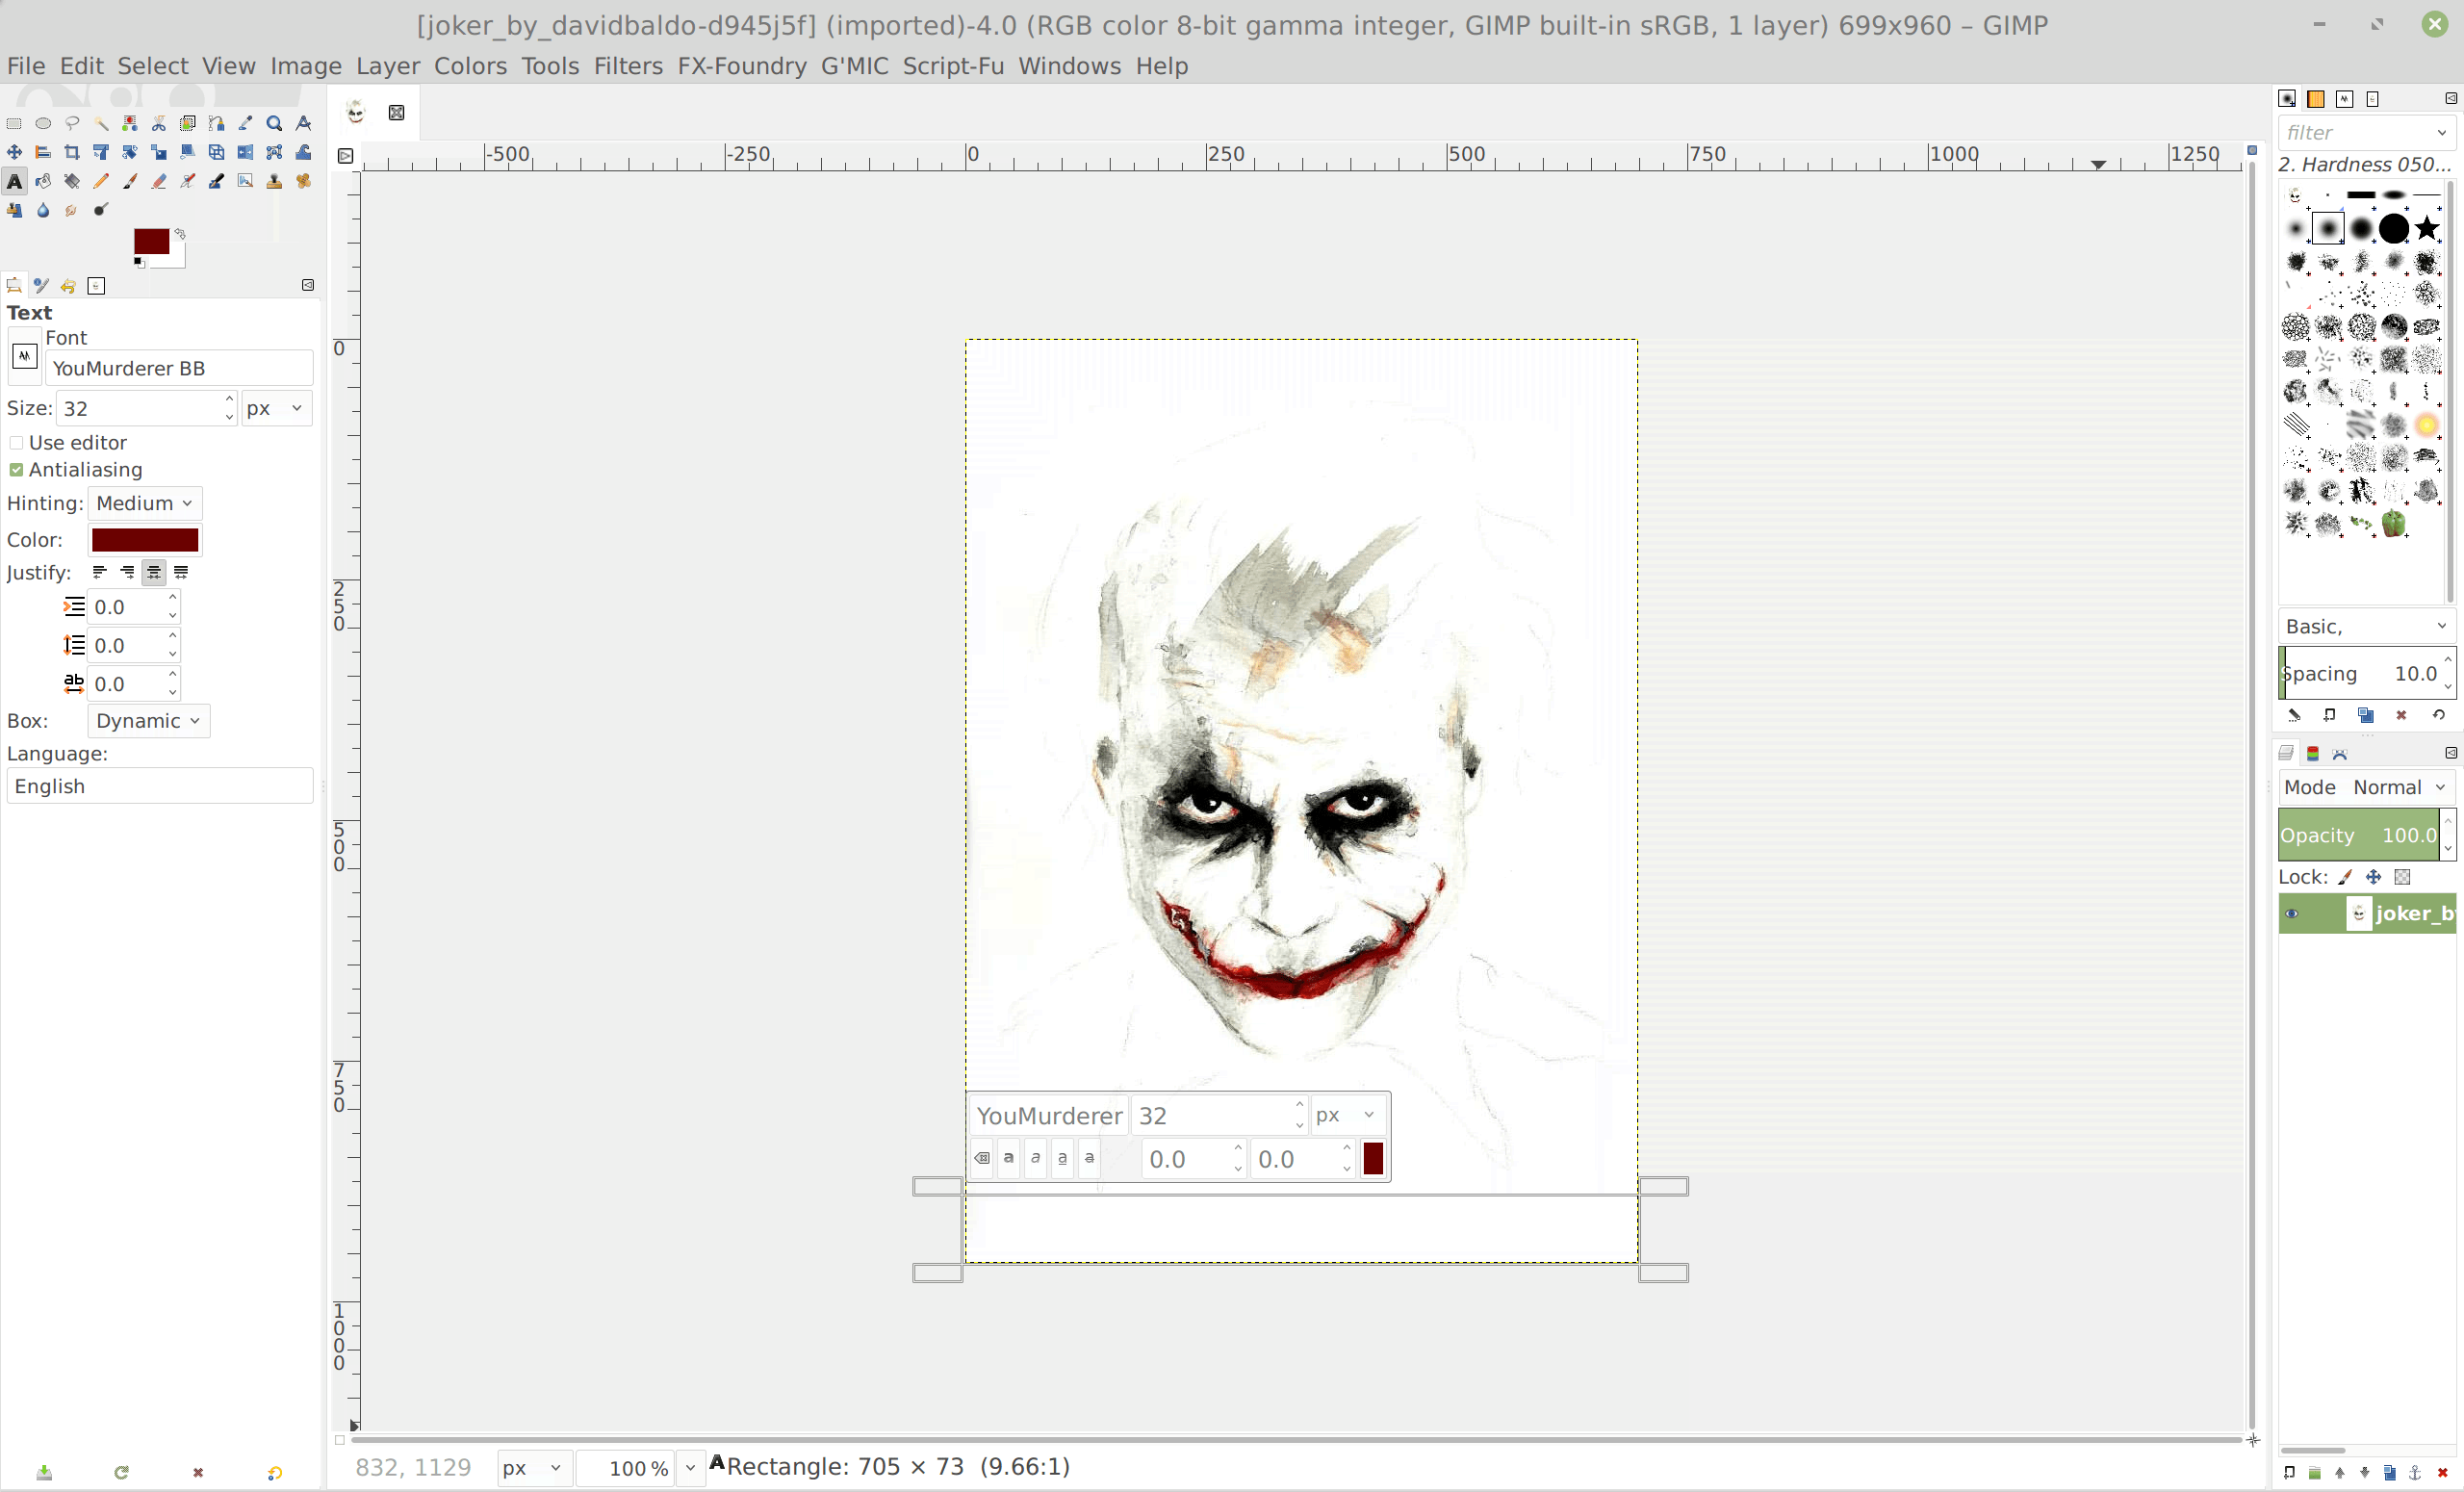 [joker_by_davidbaldo-d945j5f] (imported)-4.0 (RGB color 8-bit gamma integer, GIMP built-in sRGB, 1 layer) 699x960 – GIMP
File Edit Select View Image Layer Colors Tools Filters FX-Foundry G'MIC Script-Fu Windows Help
-500 -250 0 250 500 750 1000 1250
0
250
500
750
1000
Text
Font
YouMurderer BB
Size: 32 px
Use editor
Antialiasing
Hinting: Medium
Color:
Justify:
0.0
0.0
ab 0.0
Box: Dynamic
Language:
English
YouMurderer 32 px
a a a a 0.0 0.0
832, 1129 px 100 % A Rectangle: 705 × 73 (9.66:1)
filter
2. Hardness 050...
Basic,
Spacing 10.0
Mode Normal
Opacity 100.0
Lock:
joker_b